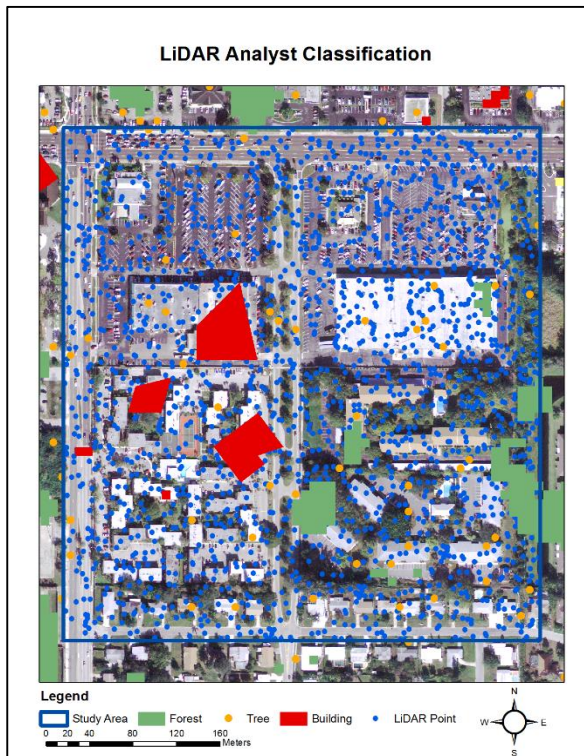 LiDAR Analyst Classification
Legend
Study Area Forest Tree Building LiDAR Point
0 20 40 80 120 160
Meters
N
W E
S